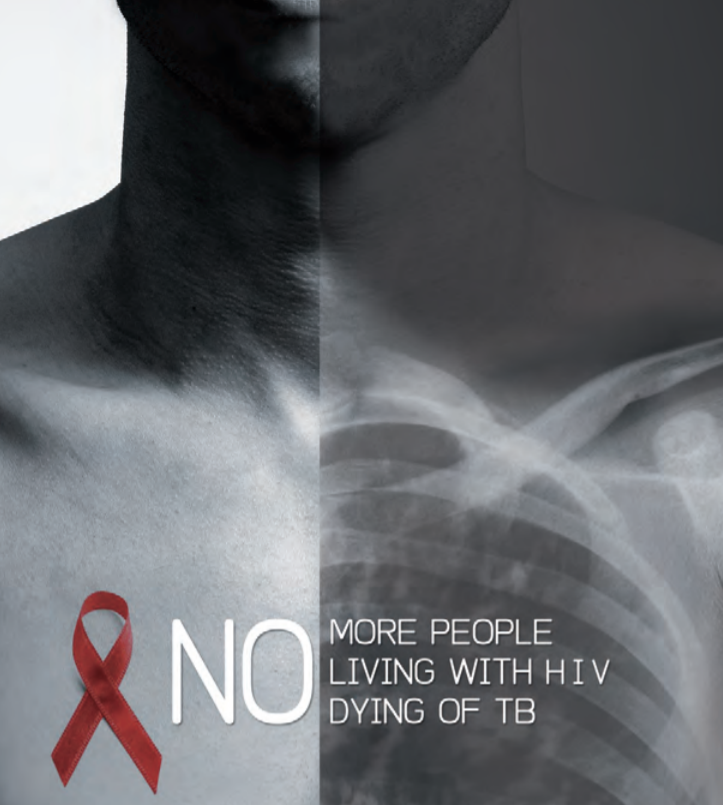 NO
MORE PEOPLE
LIVING WITH HIV
DYING OF TB